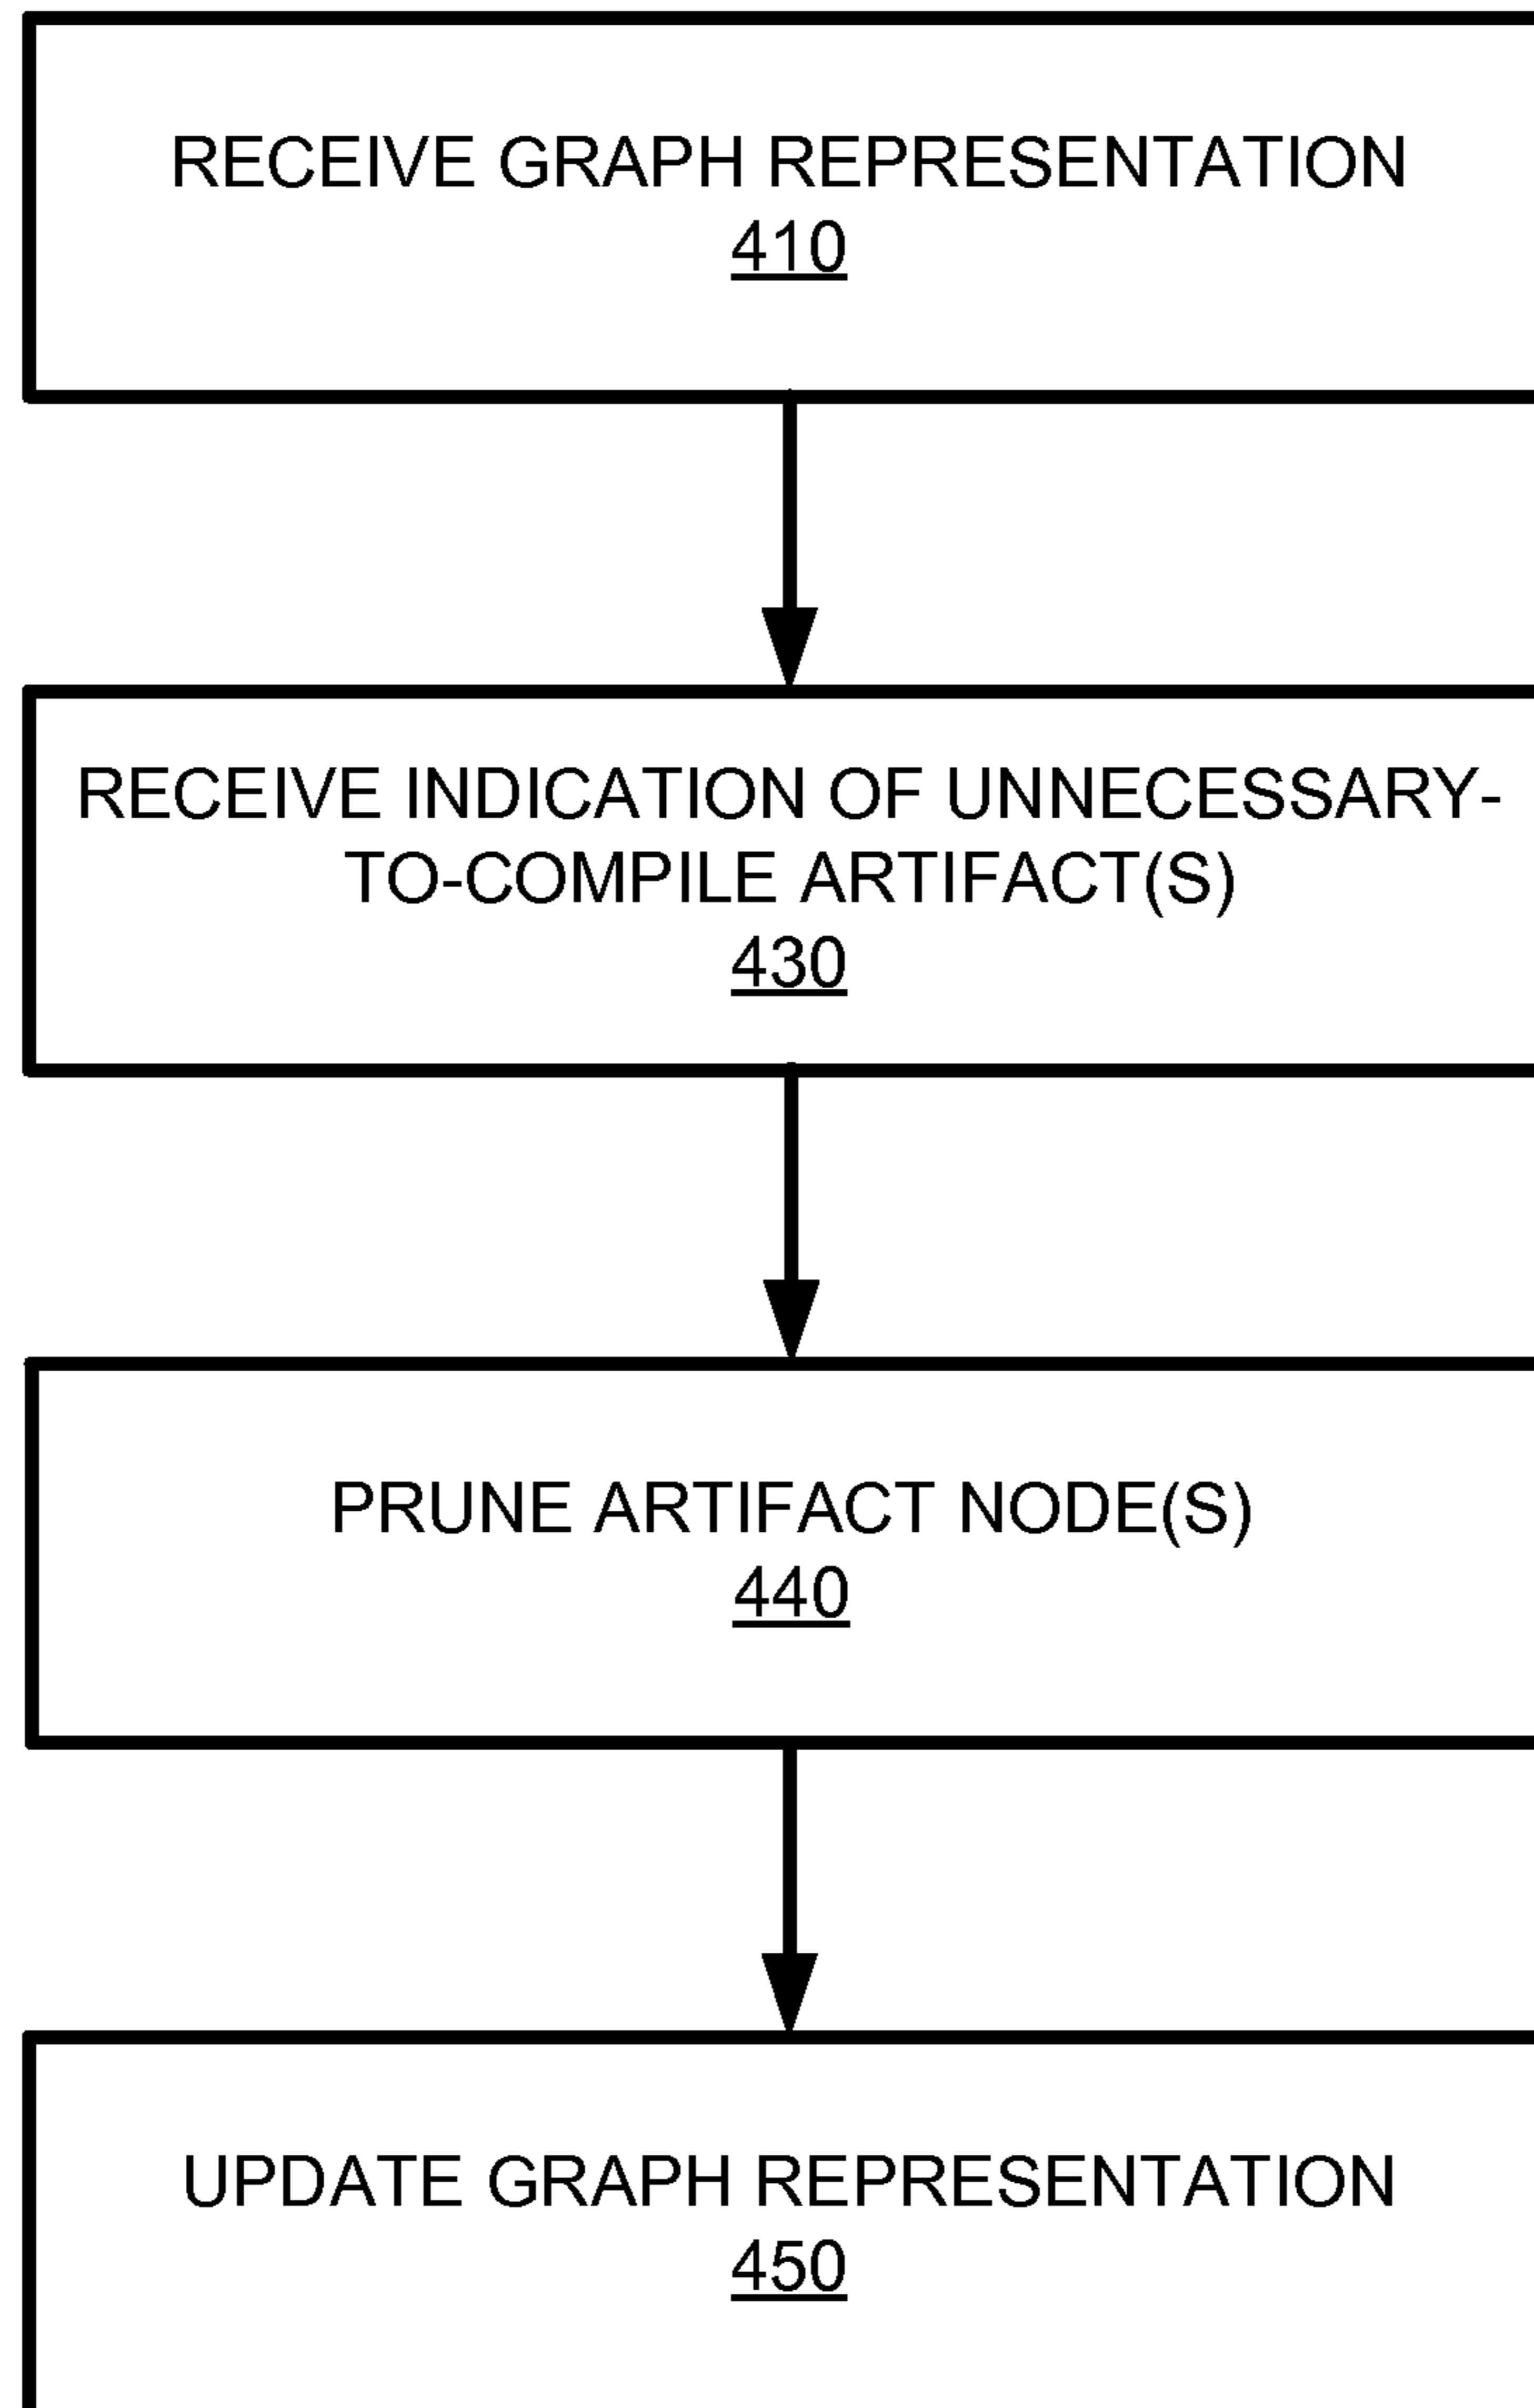 RECEIVE GRAPH REPRESENTATION
410
RECEIVE INDICATION OF UNNECESSARY-
TO-COMPILE ARTIFACT(S)
430
PRUNE ARTIFACT NODE(S)
440
UPDATE GRAPH REPRESENTATION
450